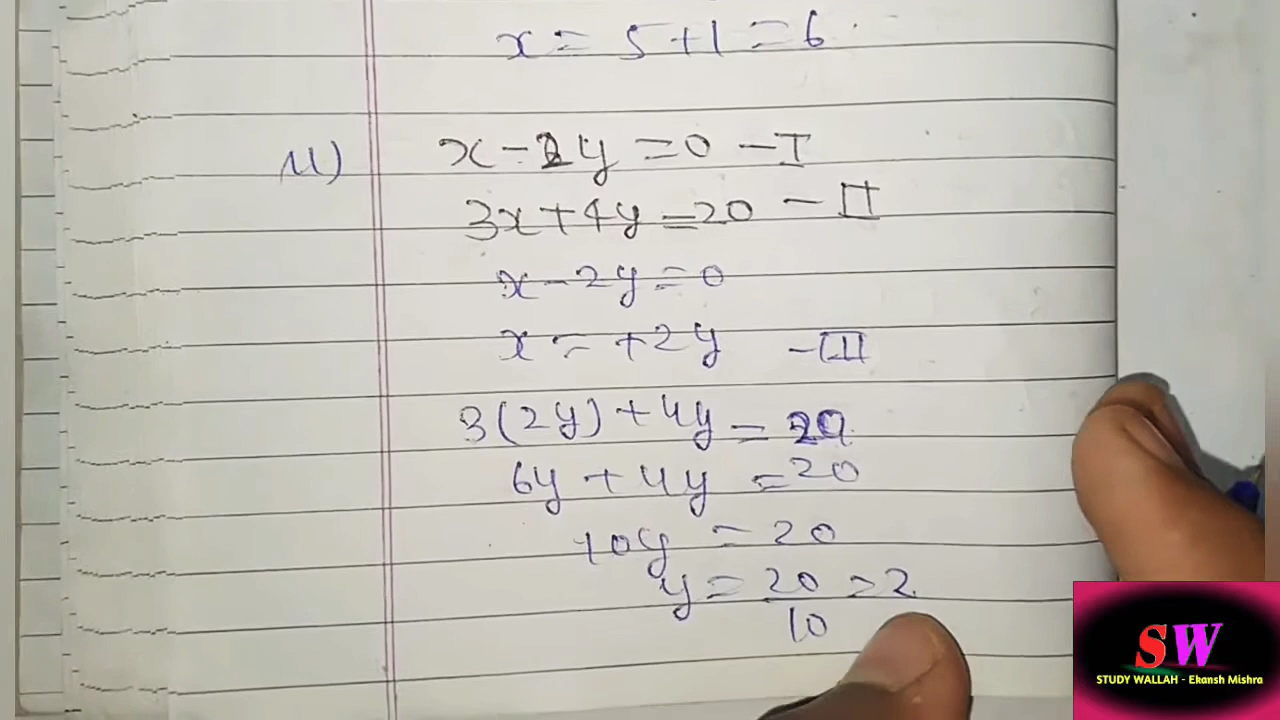 x = 5+1 = 6
11) x - 2y = 0 - I
3x + 4y = 20 - II
x - 2y = 0
x = +2y - III
3(2y) + 4y = 20
6y + 4y = 20
10y = 20
y = 20/10 = 2
SW
STUDY WALLAH - Ekansh Mishra